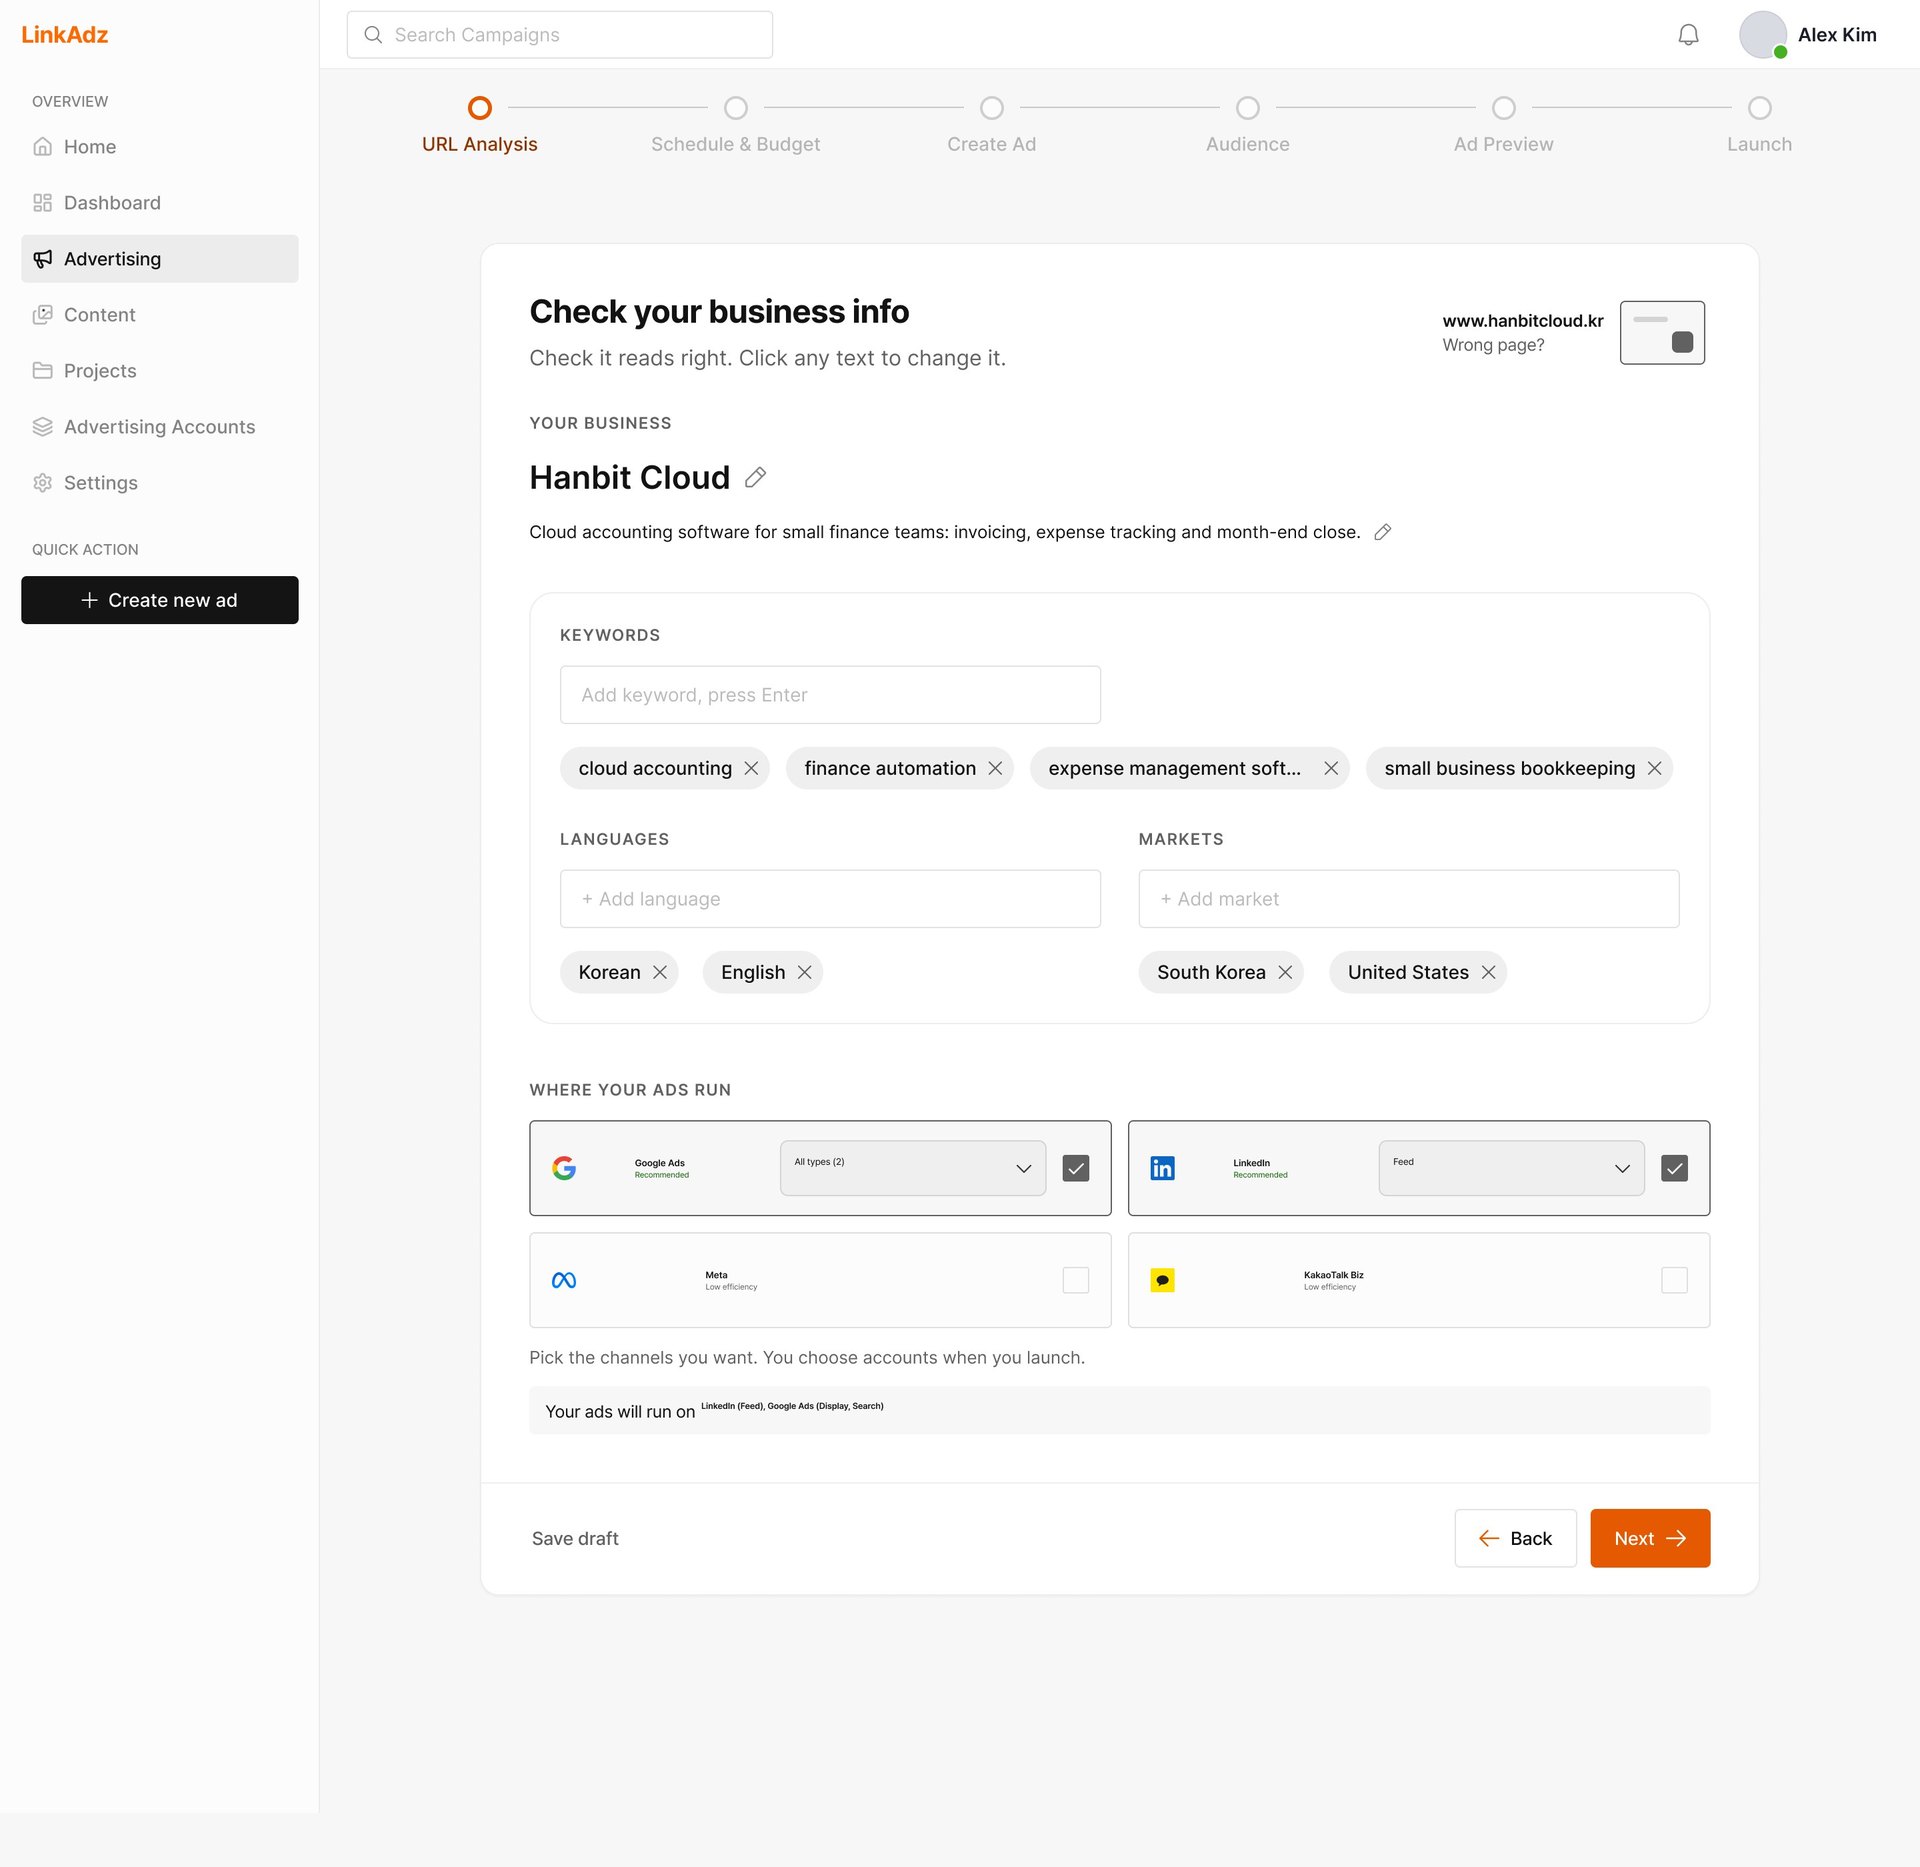 LinkAdz
Search Campaigns
Alex Kim
OVERVIEW
Home
Dashboard
Advertising
Content
Projects
Advertising Accounts
Settings
QUICK ACTION
+ Create new ad
URL Analysis
Schedule & Budget
Create Ad
Audience
Ad Preview
Launch
Check your business info
Check it reads right. Click any text to change it.
www.hanbitcloud.kr
Wrong page?
YOUR BUSINESS
Hanbit Cloud
Cloud accounting software for small finance teams: invoicing, expense tracking and month-end close.
KEYWORDS
Add keyword, press Enter
cloud accounting
finance automation
expense management soft...
small business bookkeeping
LANGUAGES
+ Add language
Korean
English
MARKETS
+ Add market
South Korea
United States
WHERE YOUR ADS RUN
Google Ads
Recommended
All types (2)
in
LinkedIn
Recommended
Feed
Meta
Low efficiency
KakaoTalk Biz
Low efficiency
Pick the channels you want. You choose accounts when you launch.
Your ads will run on LinkedIn (Feed), Google Ads (Display, Search)
Save draft
Back
Next